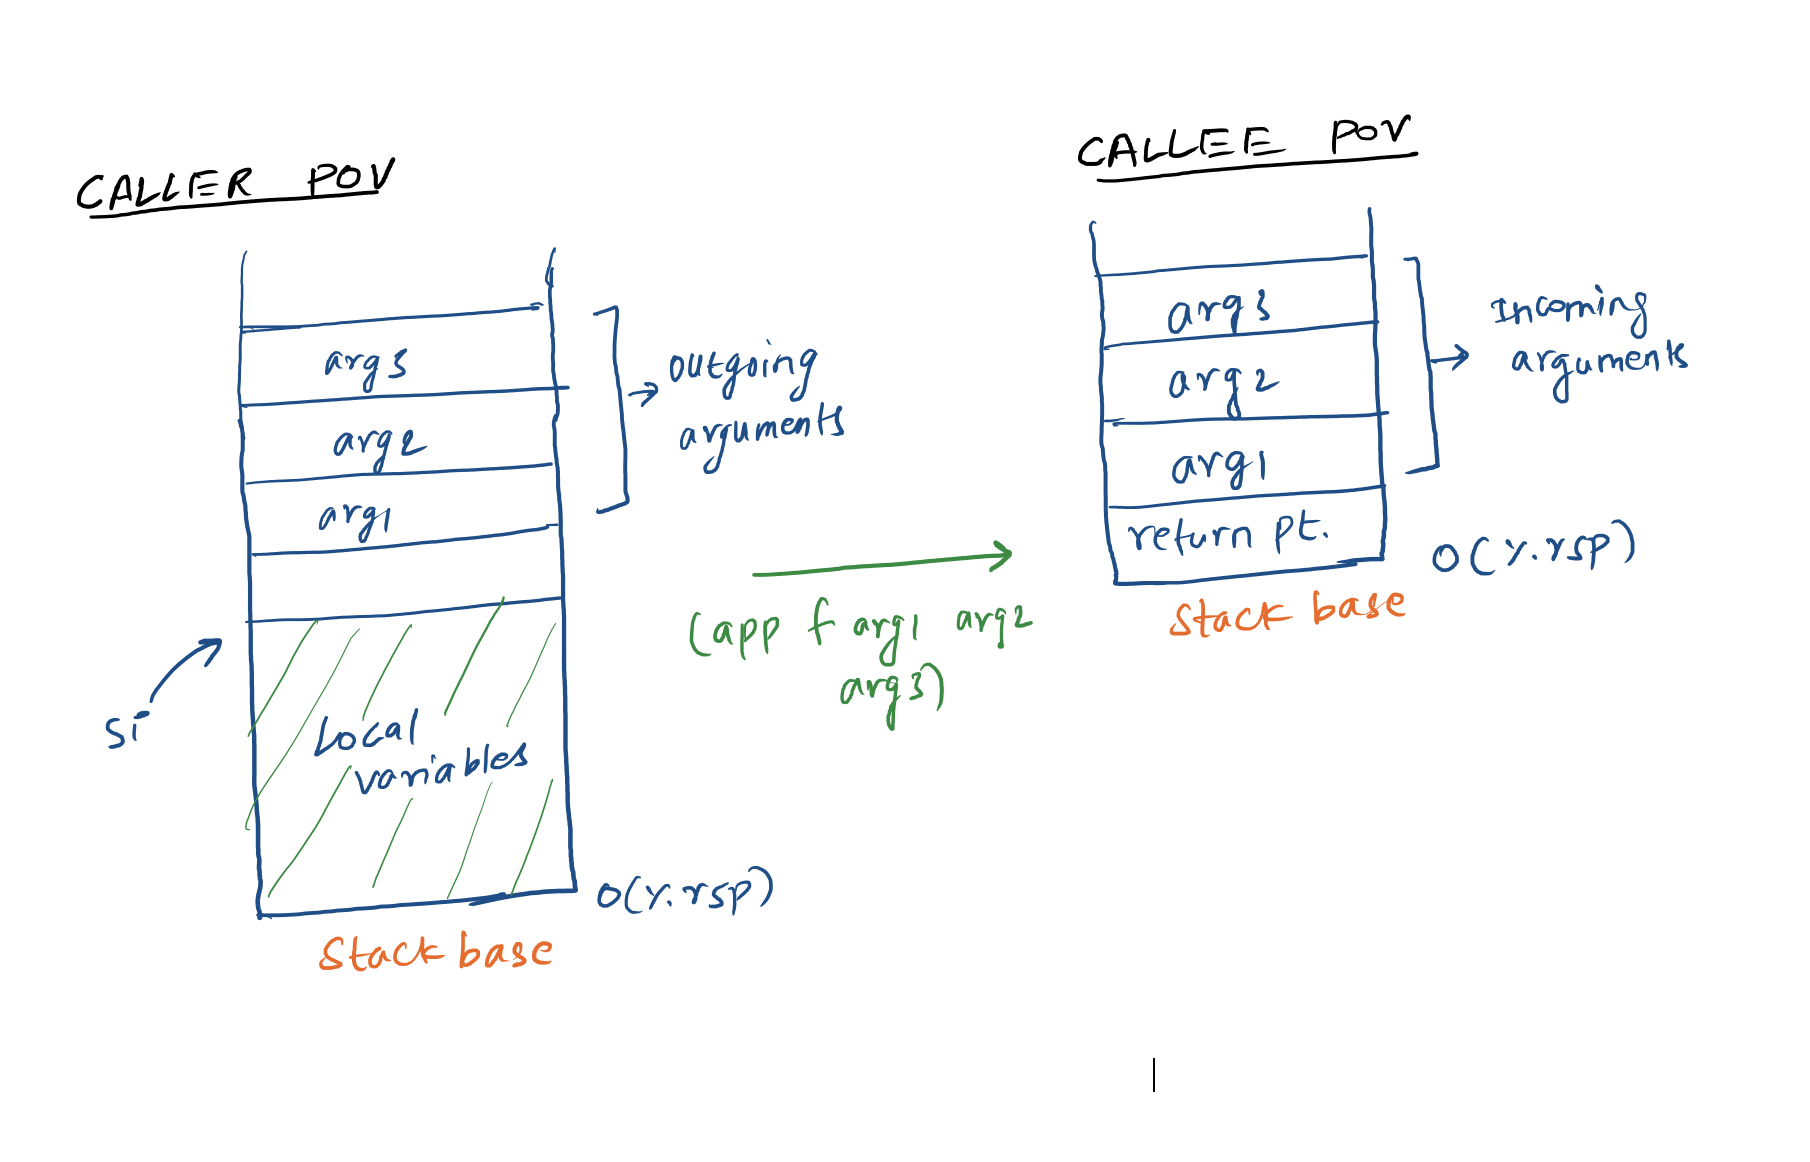 CALLER POV
arg3
arg2
arg1
outgoing
arguments
si
Local
variables
0(%.rsp)
Stack base
(app f arg1 arg2
arg3)
CALLEE POV
arg3
arg2
arg1
return pt.
Incoming
arguments
0(%.rsp)
Stack base